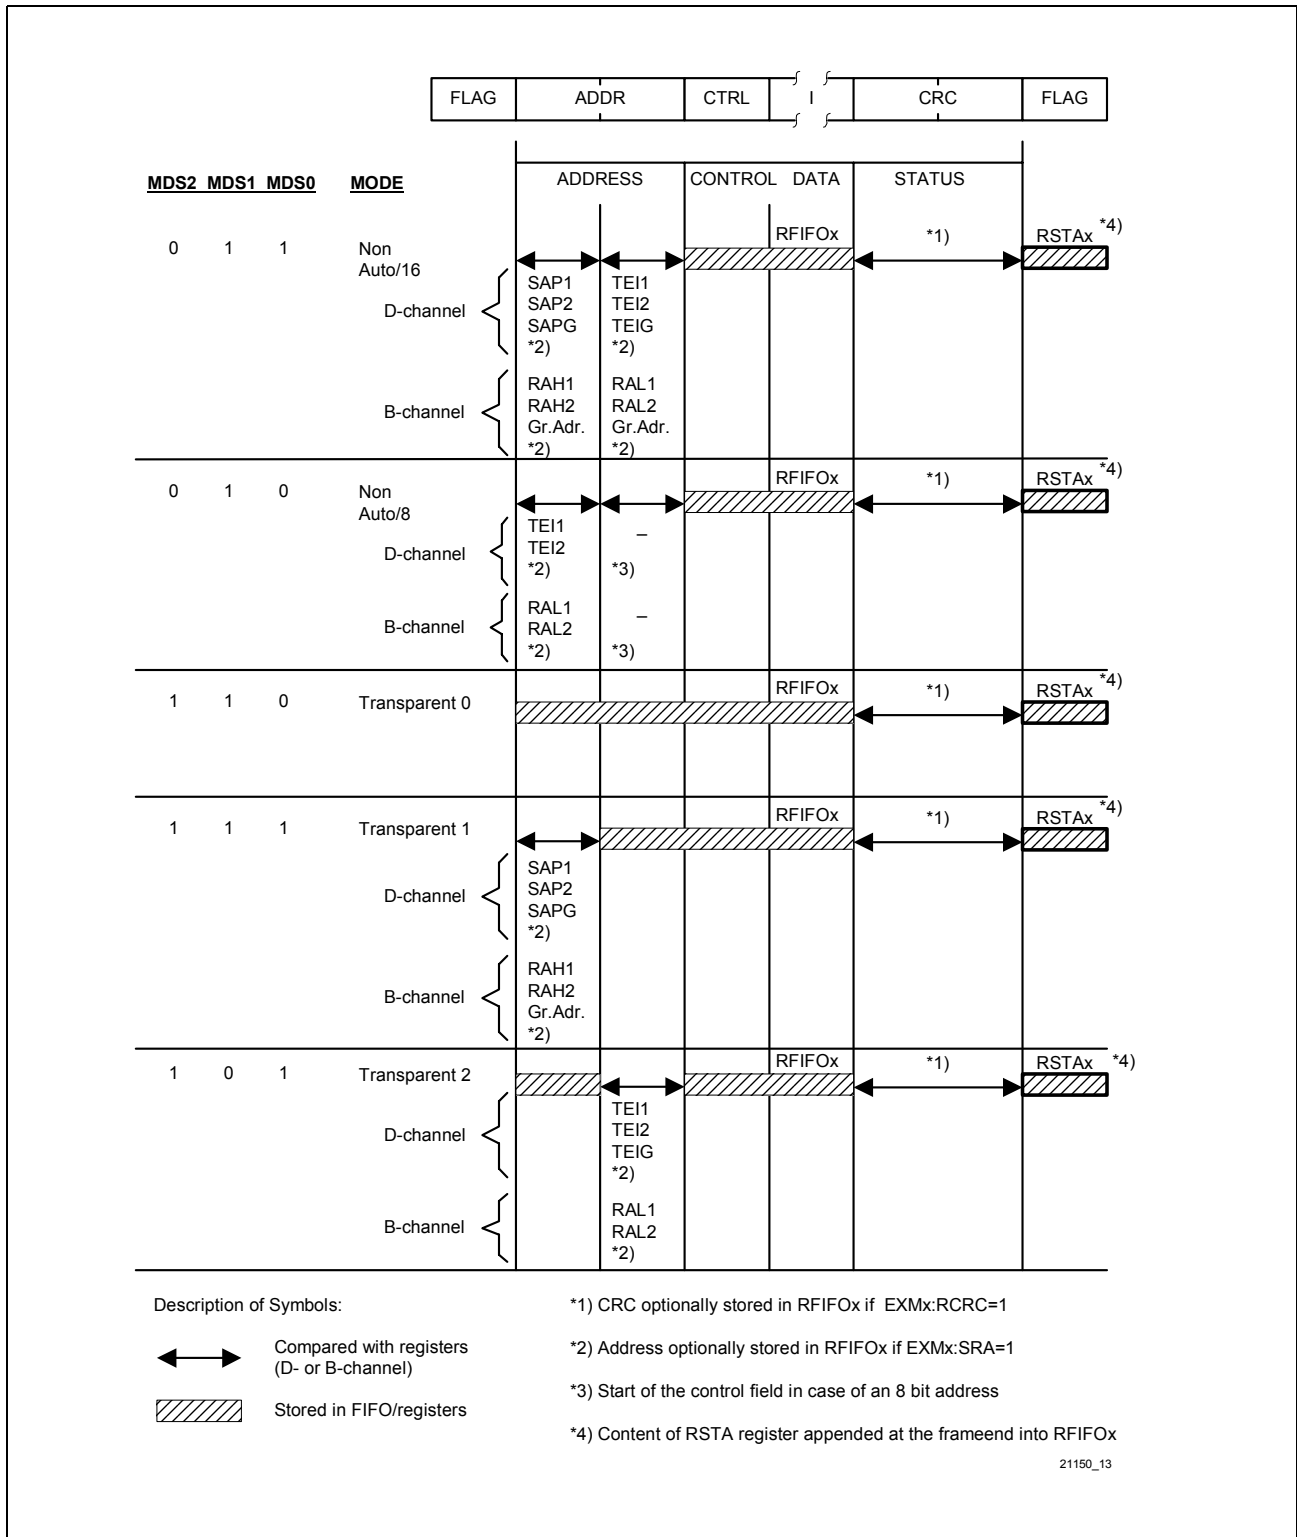 FLAG ADDR CTRL I CRC FLAG
MDS2 MDS1 MDS0 MODE ADDRESS CONTROL DATA STATUS
0 1 1 Non RFIFOx *1) RSTAx *4)
Auto/16
D-channel
SAP1 TEI1
SAP2 TEI2
SAPG TEIG
*2) *2)
B-channel
RAH1 RAL1
RAH2 RAL2
Gr.Adr. Gr.Adr.
*2) *2)
0 1 0 Non RFIFOx *1) RSTAx *4)
Auto/8
D-channel
TEI1 –
TEI2
*2) *3)
B-channel
RAL1 –
RAL2
*2) *3)
1 1 0 Transparent 0 RFIFOx *1) RSTAx *4)
1 1 1 Transparent 1 RFIFOx *1) RSTAx *4)
D-channel
SAP1
SAP2
SAPG
*2)
B-channel
RAH1
RAH2
Gr.Adr.
*2)
1 0 1 Transparent 2 RFIFOx *1) RSTAx *4)
D-channel
TEI1
TEI2
TEIG
*2)
B-channel
RAL1
RAL2
*2)
Description of Symbols:
Compared with registers
(D- or B-channel)
Stored in FIFO/registers
*1) CRC optionally stored in RFIFOx if EXMx:RCRC=1
*2) Address optionally stored in RFIFOx if EXMx:SRA=1
*3) Start of the control field in case of an 8 bit address
*4) Content of RSTA register appended at the frameend into RFIFOx
21150_13